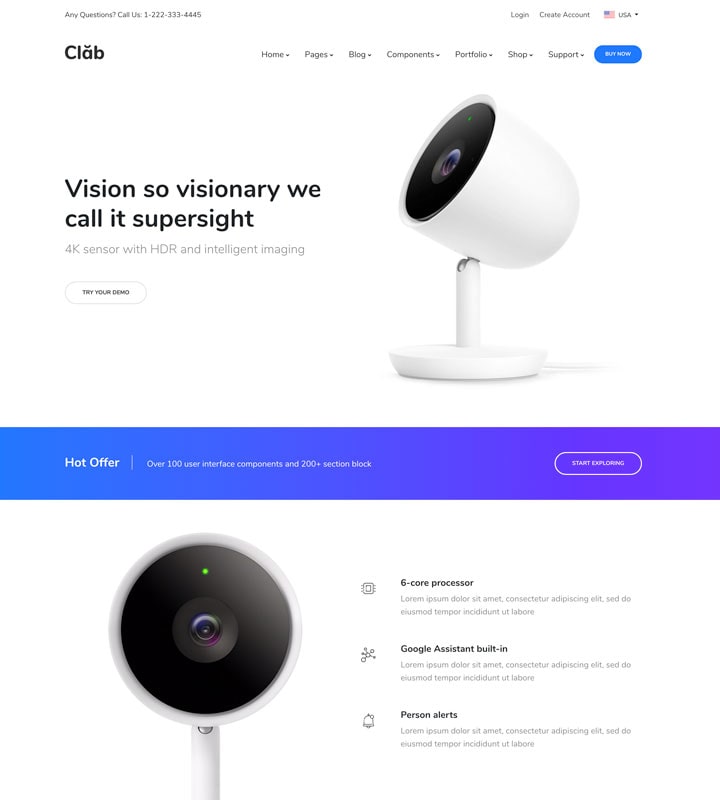 Any Questions? Call Us: 1-222-333-4445
Login Create Account USA
Clăb
Home Pages Blog Components Portfolio Shop Support BUY NOW
Vision so visionary we
call it supersight
4K sensor with HDR and intelligent imaging
TRY YOUR DEMO
Hot Offer Over 100 user interface components and 200+ section block START EXPLORING
6-core processor
Lorem ipsum dolor sit amet, consectetur adipiscing elit, sed do
eiusmod tempor incididunt ut labore
Google Assistant built-in
Lorem ipsum dolor sit amet, consectetur adipiscing elit, sed do
eiusmod tempor incididunt ut labore
Person alerts
Lorem ipsum dolor sit amet, consectetur adipiscing elit, sed do
eiusmod tempor incididunt ut labore